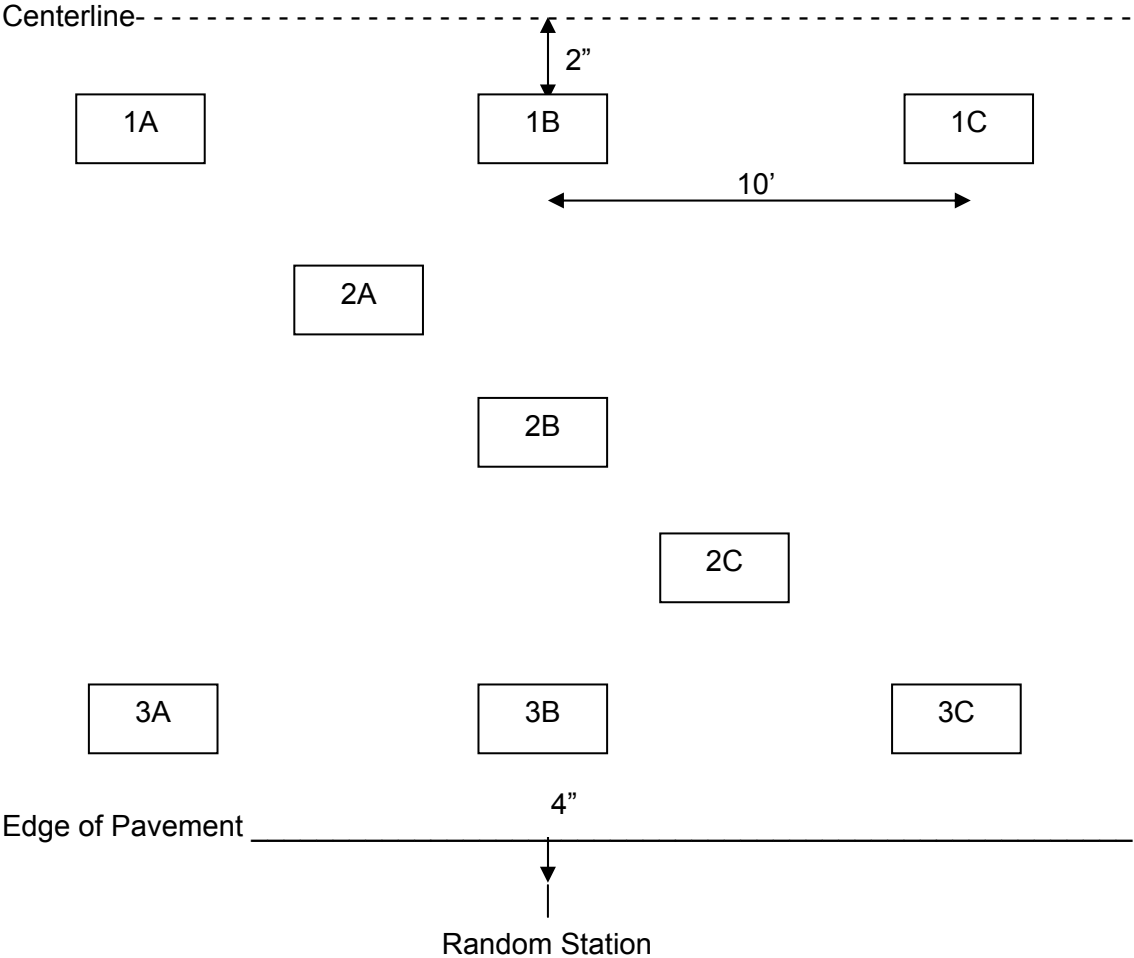 Centerline
2”
1A 1B 1C
10’
2A
2B
2C
3A 3B 3C
4”
Edge of Pavement
Random Station